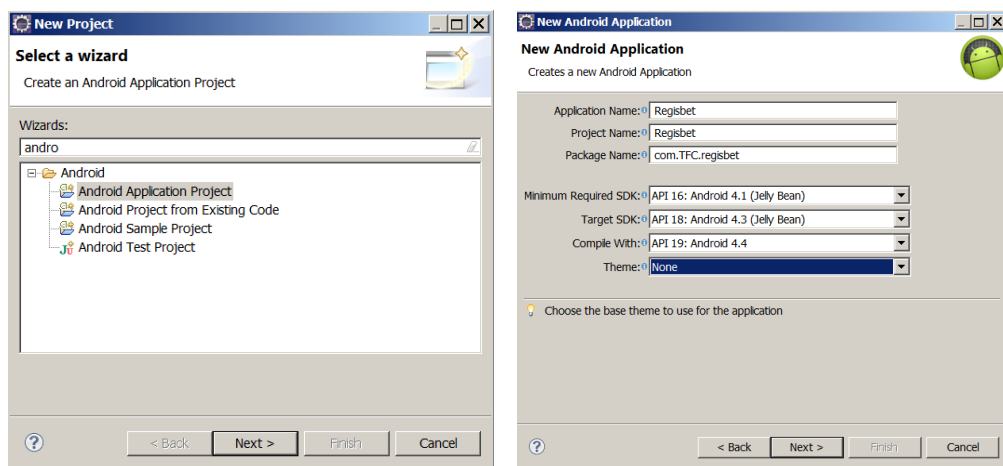 New Project
Select a wizard
Create an Android Application Project
Wizards:
andro
Android
Android Application Project
Android Project from Existing Code
Android Sample Project
Android Test Project
< Back Next > Finish Cancel
New Android Application
New Android Application
Creates a new Android Application
Application Name: Regisbet
Project Name: Regisbet
Package Name: com.TFC.regisbet
Minimum Required SDK: API 16: Android 4.1 (Jelly Bean)
Target SDK: API 18: Android 4.3 (Jelly Bean)
Compile With: API 19: Android 4.4
Theme: None
Choose the base theme to use for the application
< Back Next > Finish Cancel